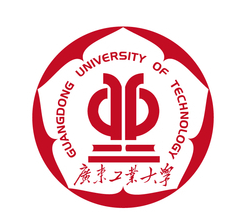 GUANGDONG UNIVERSITY OF TECHNOLOGY
廣東工業大學